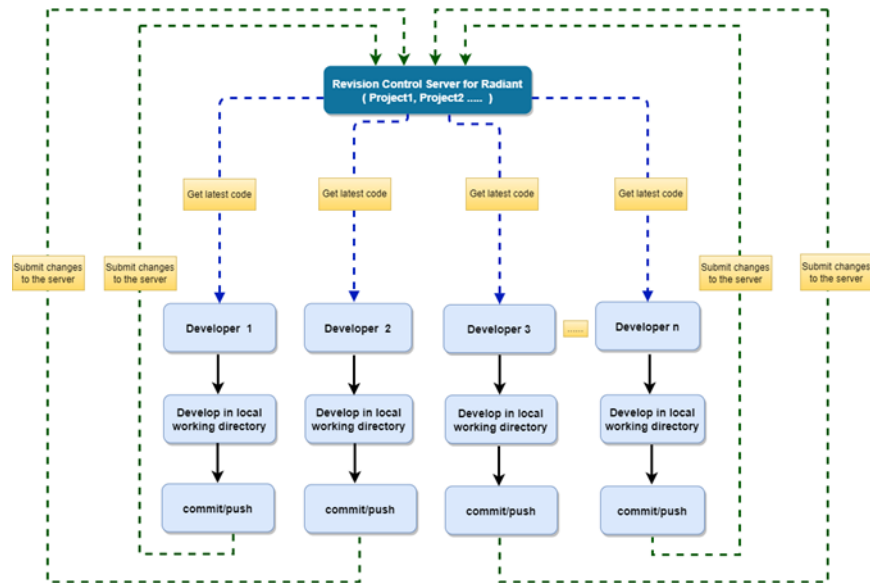 Revision Control Server for Radiant
( Project1, Project2 ..... )
Get latest code
Get latest code
Get latest code
Get latest code
Submit changes
to the server
Submit changes
to the server
Submit changes
to the server
Submit changes
to the server
Developer 1
Developer 2
Developer 3
......
Developer n
Develop in local
working directory
Develop in local
working directory
Develop in local
working directory
Develop in local
working directory
commit/push
commit/push
commit/push
commit/push